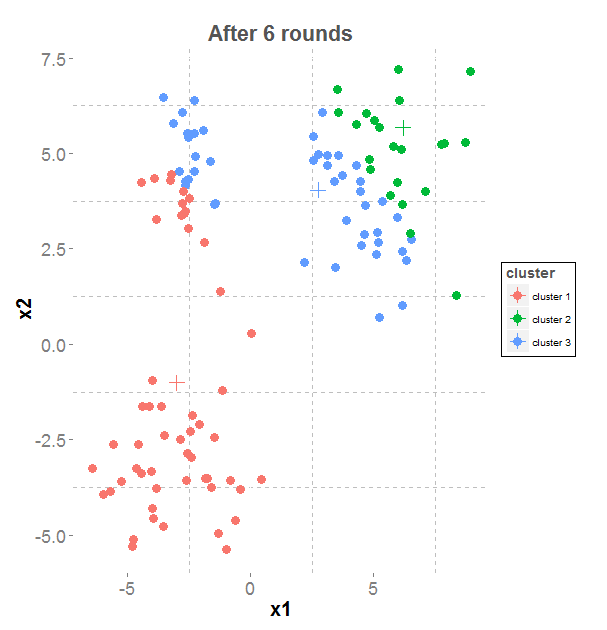 After 6 rounds
7.5
5.0
2.5
0.0
-2.5
-5.0
x2
-5 0 5
x1
cluster
cluster 1
cluster 2
cluster 3